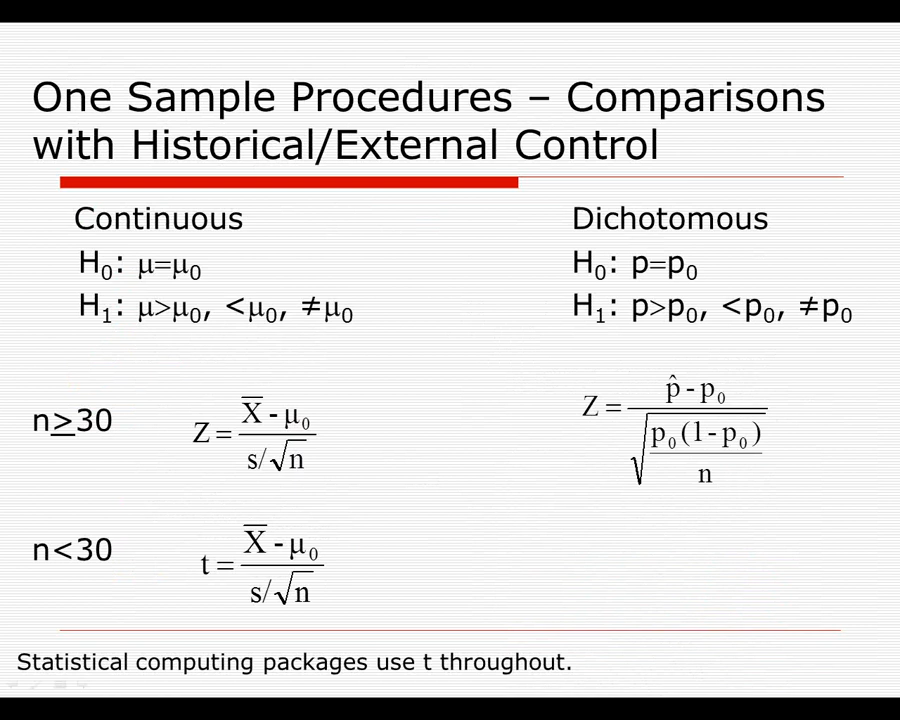 One Sample Procedures – Comparisons
with Historical/External Control
Continuous
H₀: μ=μ₀
H₁: μ>μ₀, <μ₀, ≠μ₀
Dichotomous
H₀: p=p₀
H₁: p>p₀, <p₀, ≠p₀
n≥30
Z = (X̅ - μ₀) / (s/√n)
Z = (p̂ - p₀) / √(p₀(1-p₀)/n)
n<30
t = (X̅ - μ₀) / (s/√n)
Statistical computing packages use t throughout.